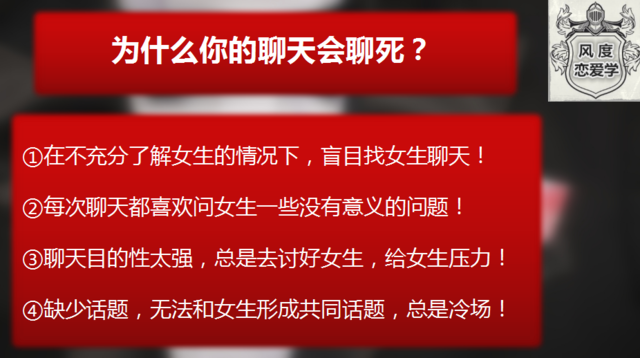 为什么你的聊天会聊死？
风度
恋爱学
①在不充分了解女生的情况下，盲目找女生聊天！
②每次聊天都喜欢问女生一些没有意义的问题！
③聊天目的性太强，总是去讨好女生，给女生压力！
④缺少话题，无法和女生形成共同话题，总是冷场！